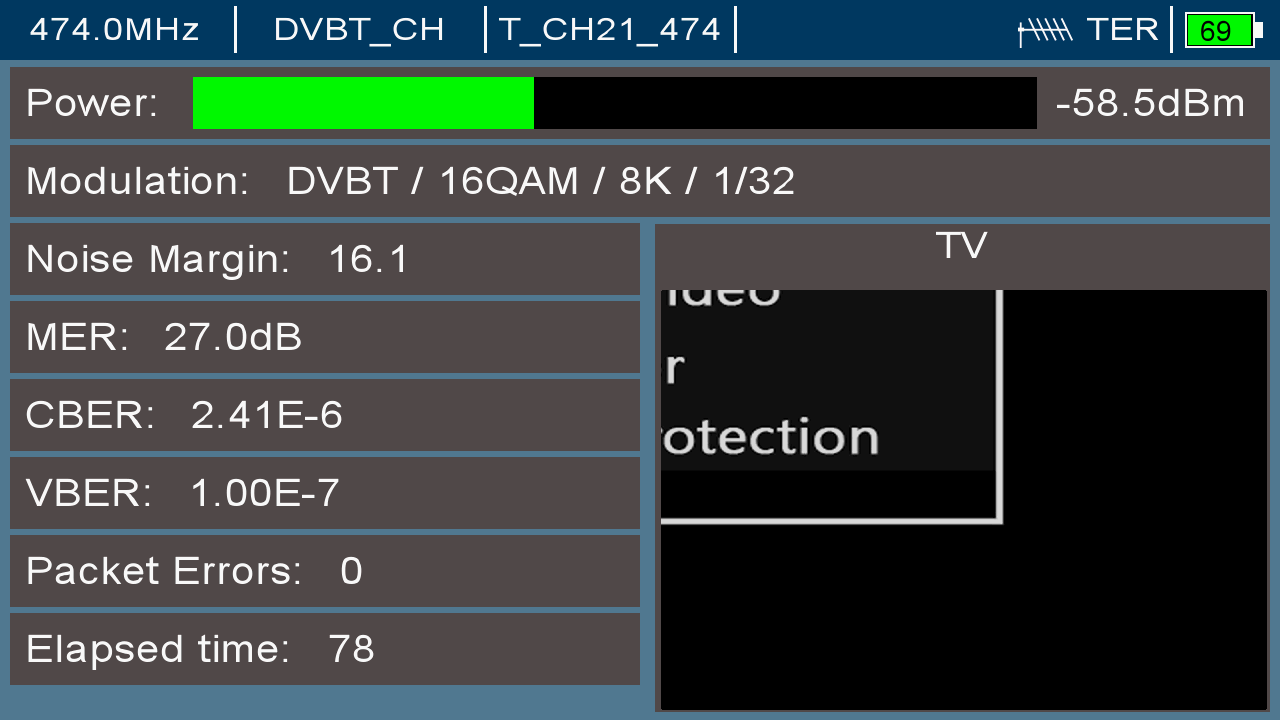 474.0MHz DVBT_CH T_CH21_474 TER 69
Power: -58.5dBm
Modulation: DVBT / 16QAM / 8K / 1/32
Noise Margin: 16.1
MER: 27.0dB
CBER: 2.41E-6
VBER: 1.00E-7
Packet Errors: 0
Elapsed time: 78
TV
ideo
r
otection